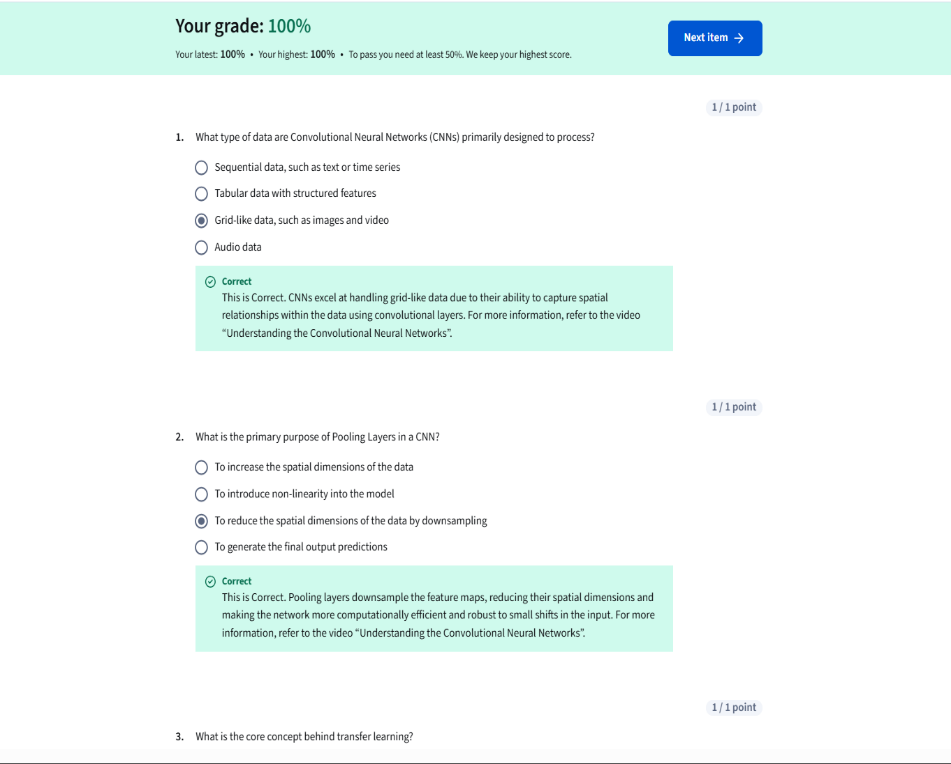 Your grade: 100%
Next item →
Your latest: 100% • Your highest: 100% • To pass you need at least 50%. We keep your highest score.
1 / 1 point
1. What type of data are Convolutional Neural Networks (CNNs) primarily designed to process?
Sequential data, such as text or time series
Tabular data with structured features
Grid-like data, such as images and video
Audio data
Correct
This is Correct. CNNs excel at handling grid-like data due to their ability to capture spatial
relationships within the data using convolutional layers. For more information, refer to the video
“Understanding the Convolutional Neural Networks”.
1 / 1 point
2. What is the primary purpose of Pooling Layers in a CNN?
To increase the spatial dimensions of the data
To introduce non-linearity into the model
To reduce the spatial dimensions of the data by downsampling
To generate the final output predictions
Correct
This is Correct. Pooling layers downsample the feature maps, reducing their spatial dimensions and
making the network more computationally efficient and robust to small shifts in the input. For more
information, refer to the video “Understanding the Convolutional Neural Networks”.
1 / 1 point
3. What is the core concept behind transfer learning?